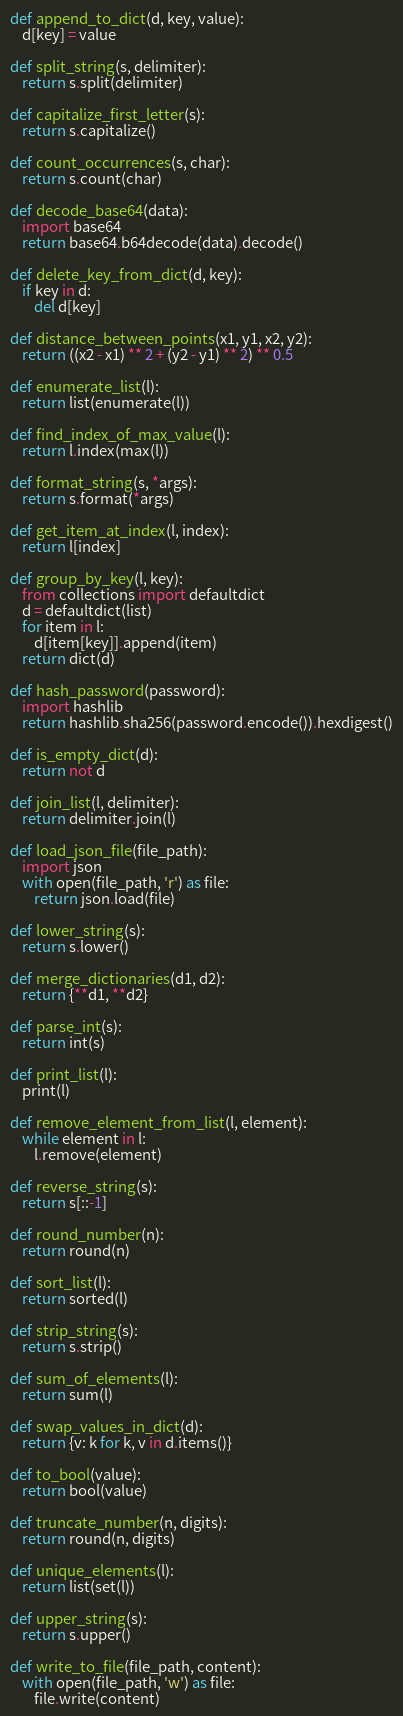 def append_to_dict(d, key, value):
    d[key] = value

def split_string(s, delimiter):
    return s.split(delimiter)

def capitalize_first_letter(s):
    return s.capitalize()

def count_occurrences(s, char):
    return s.count(char)

def decode_base64(data):
    import base64
    return base64.b64decode(data).decode()

def delete_key_from_dict(d, key):
    if key in d:
        del d[key]

def distance_between_points(x1, y1, x2, y2):
    return ((x2 - x1) ** 2 + (y2 - y1) ** 2) ** 0.5

def enumerate_list(l):
    return list(enumerate(l))

def find_index_of_max_value(l):
    return l.index(max(l))

def format_string(s, *args):
    return s.format(*args)

def get_item_at_index(l, index):
    return l[index]

def group_by_key(l, key):
    from collections import defaultdict
    d = defaultdict(list)
    for item in l:
        d[item[key]].append(item)
    return dict(d)

def hash_password(password):
    import hashlib
    return hashlib.sha256(password.encode()).hexdigest()

def is_empty_dict(d):
    return not d

def join_list(l, delimiter):
    return delimiter.join(l)

def load_json_file(file_path):
    import json
    with open(file_path, 'r') as file:
        return json.load(file)

def lower_string(s):
    return s.lower()

def merge_dictionaries(d1, d2):
    return {**d1, **d2}

def parse_int(s):
    return int(s)

def print_list(l):
    print(l)

def remove_element_from_list(l, element):
    while element in l:
        l.remove(element)

def reverse_string(s):
    return s[::-1]

def round_number(n):
    return round(n)

def sort_list(l):
    return sorted(l)

def strip_string(s):
    return s.strip()

def sum_of_elements(l):
    return sum(l)

def swap_values_in_dict(d):
    return {v: k for k, v in d.items()}

def to_bool(value):
    return bool(value)

def truncate_number(n, digits):
    return round(n, digits)

def unique_elements(l):
    return list(set(l))

def upper_string(s):
    return s.upper()

def write_to_file(file_path, content):
    with open(file_path, 'w') as file:
        file.write(content)